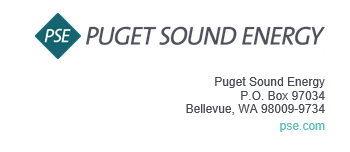 PSE PUGET SOUND ENERGY
Puget Sound Energy
P.O. Box 97034
Bellevue, WA 98009-9734
pse.com